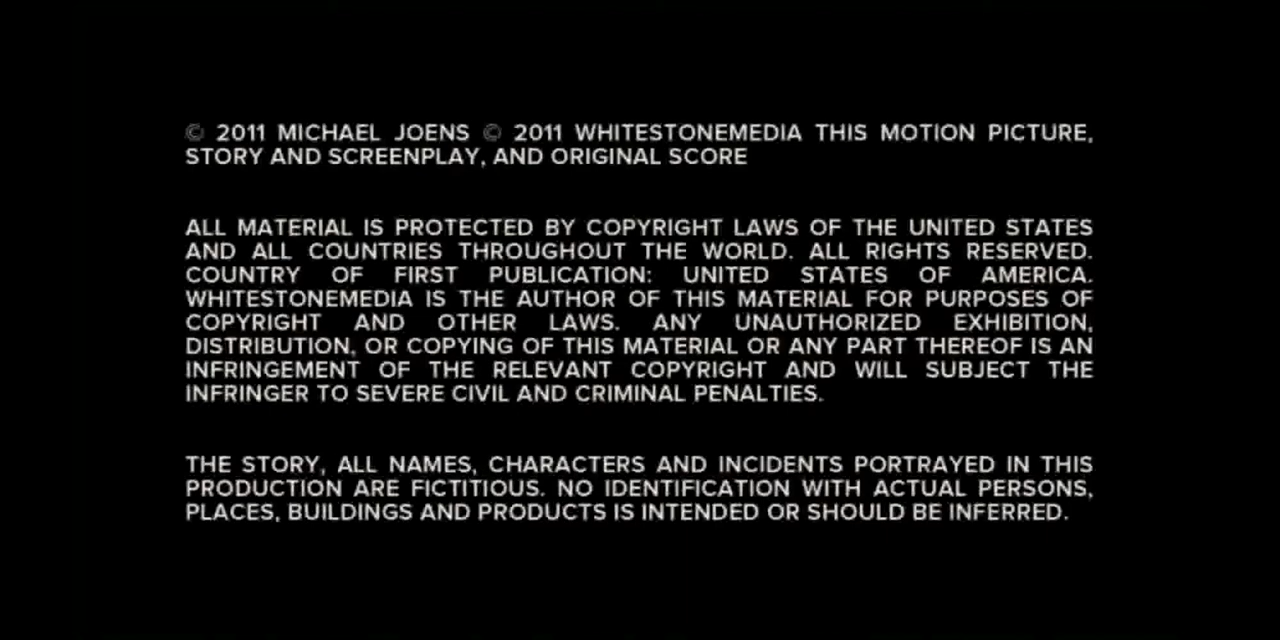 © 2011 MICHAEL JOENS © 2011 WHITESTONEMEDIA THIS MOTION PICTURE,
STORY AND SCREENPLAY, AND ORIGINAL SCORE
ALL MATERIAL IS PROTECTED BY COPYRIGHT LAWS OF THE UNITED STATES
AND ALL COUNTRIES THROUGHOUT THE WORLD. ALL RIGHTS RESERVED.
COUNTRY OF FIRST PUBLICATION: UNITED STATES OF AMERICA.
WHITESTONEMEDIA IS THE AUTHOR OF THIS MATERIAL FOR PURPOSES OF
COPYRIGHT AND OTHER LAWS. ANY UNAUTHORIZED EXHIBITION,
DISTRIBUTION, OR COPYING OF THIS MATERIAL OR ANY PART THEREOF IS AN
INFRINGEMENT OF THE RELEVANT COPYRIGHT AND WILL SUBJECT THE
INFRINGER TO SEVERE CIVIL AND CRIMINAL PENALTIES.
THE STORY, ALL NAMES, CHARACTERS AND INCIDENTS PORTRAYED IN THIS
PRODUCTION ARE FICTITIOUS. NO IDENTIFICATION WITH ACTUAL PERSONS,
PLACES, BUILDINGS AND PRODUCTS IS INTENDED OR SHOULD BE INFERRED.